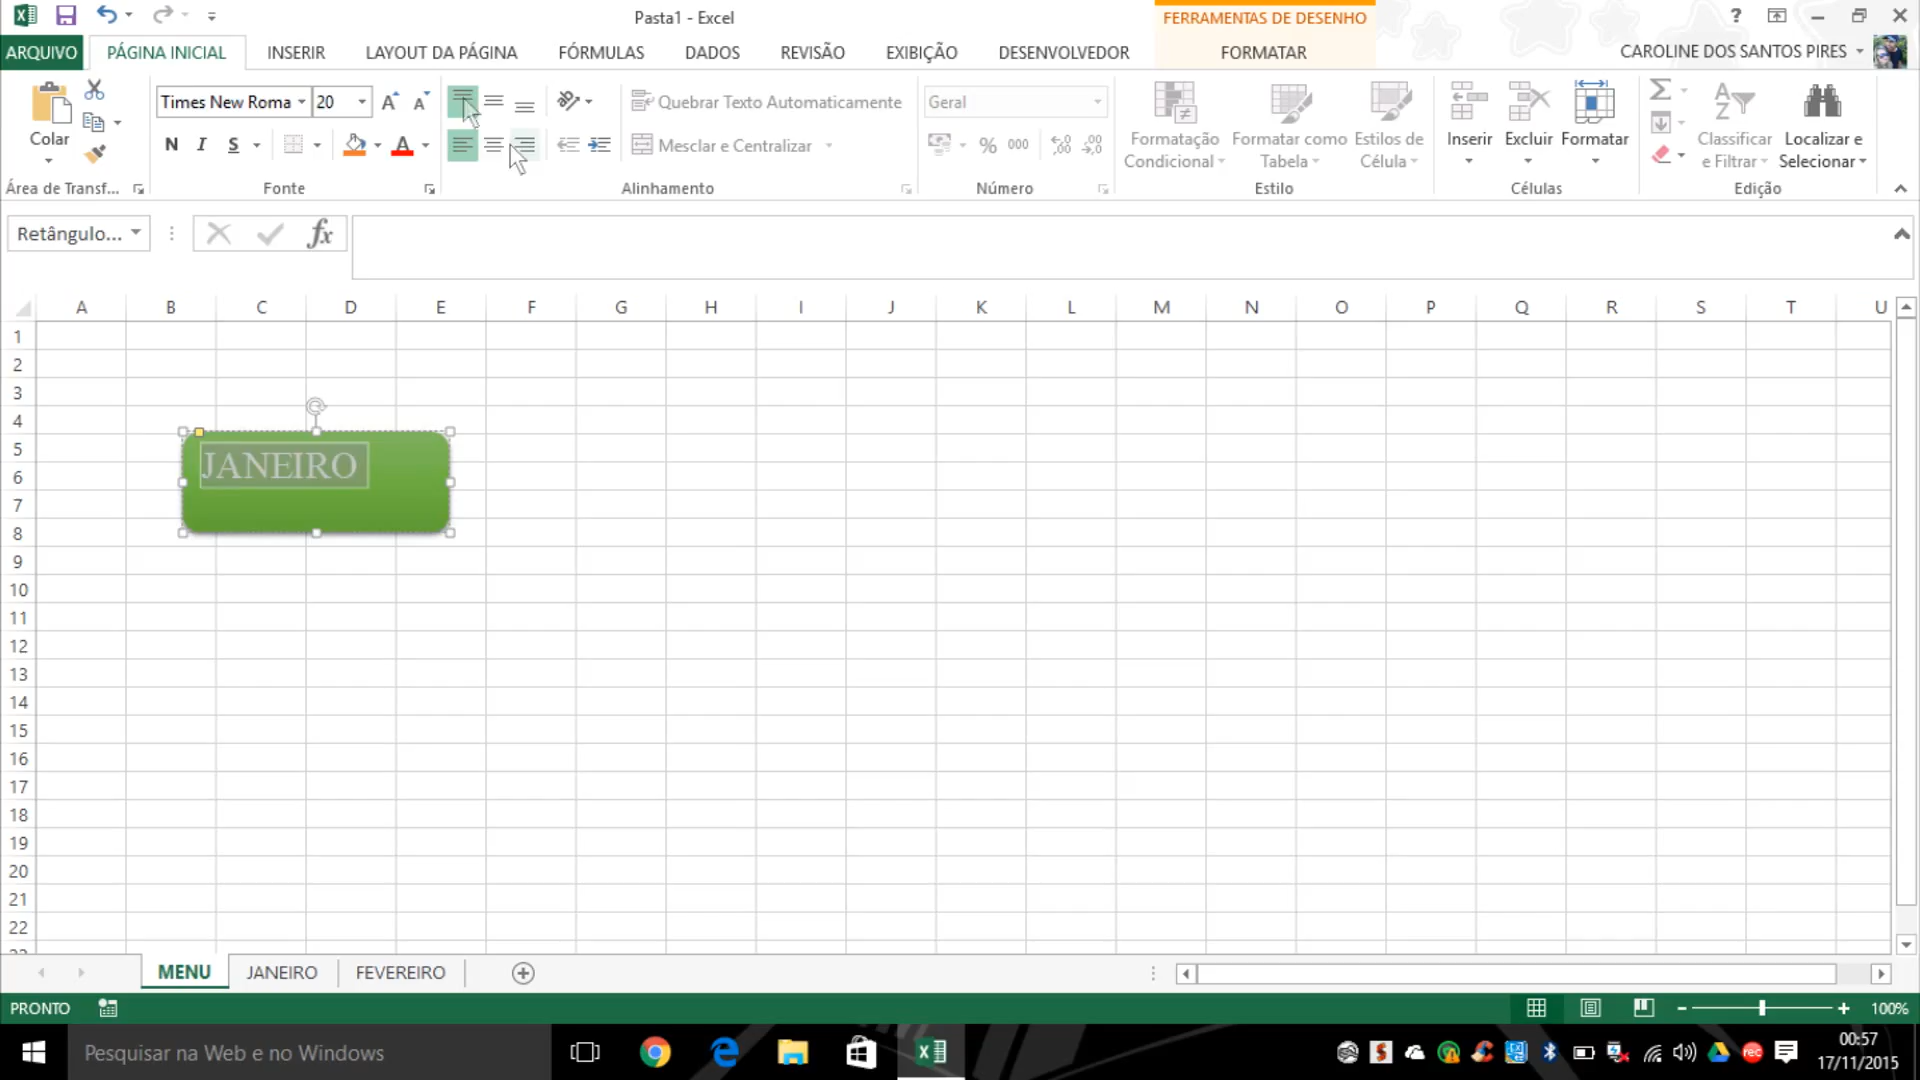 Pasta1 - Excel
FERRAMENTAS DE DESENHO
?
ARQUIVO PÁGINA INICIAL INSERIR LAYOUT DA PÁGINA FÓRMULAS DADOS REVISÃO EXIBIÇÃO DESENVOLVEDOR FORMATAR CAROLINE DOS SANTOS PIRES
Times New Roma 20 Quebrar Texto Automaticamente Geral
N I S A Mesclar e Centralizar % 000
Colar
Formatação Condicional
Formatar como Tabela
Estilos de Célula
Inserir Excluir Formatar
Classificar e Filtrar
Localizar e Selecionar
Área de Transf... Fonte Alinhamento Número Estilo Células Edição
Retângulo... fx
A B C D E F G H I J K L M N O P Q R S T U
1
2
3
4
5
6
7
8
9
10
11
12
13
14
15
16
17
18
19
20
21
22
JANEIRO
MENU JANEIRO FEVEREIRO
PRONTO 100%
Pesquisar na Web e no Windows
rec
00:57
17/11/2015